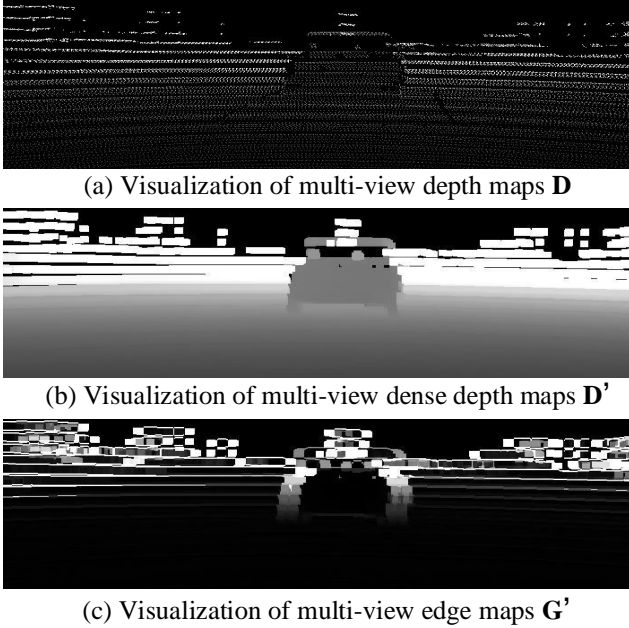 (a) Visualization of multi-view depth maps D
(b) Visualization of multi-view dense depth maps D’
(c) Visualization of multi-view edge maps G’